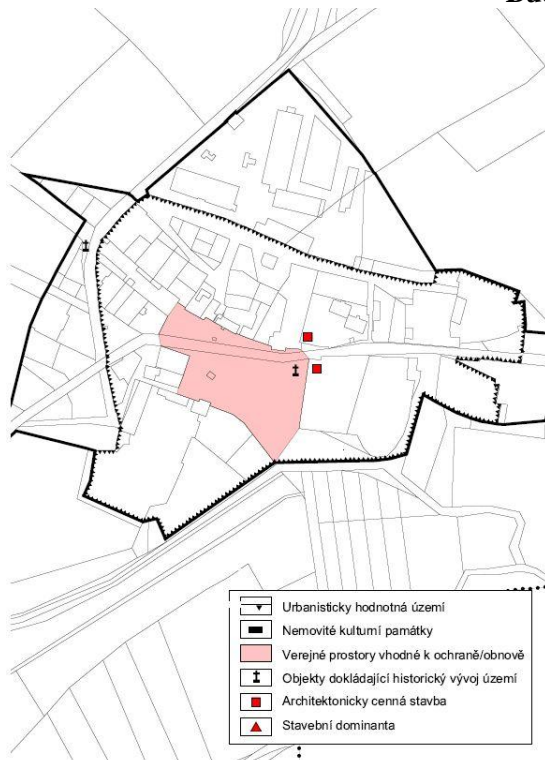 Urbanisticky hodnotná území
Nemovité kulturní památky
Verejné prostory vhodné k ochraně/obnově
Objekty dokládající historický vývoj území
Architektonicky cenná stavba
Stavební dominanta